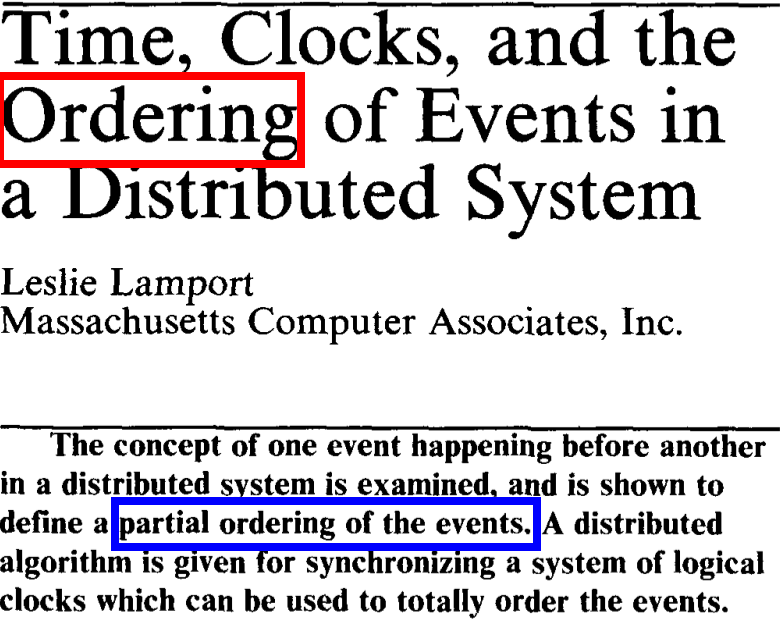 Time, Clocks, and the
Ordering of Events in
a Distributed System
Leslie Lamport
Massachusetts Computer Associates, Inc.
The concept of one event happening before another
in a distributed system is examined, and is shown to
define a partial ordering of the events. A distributed
algorithm is given for synchronizing a system of logical
clocks which can be used to totally order the events.